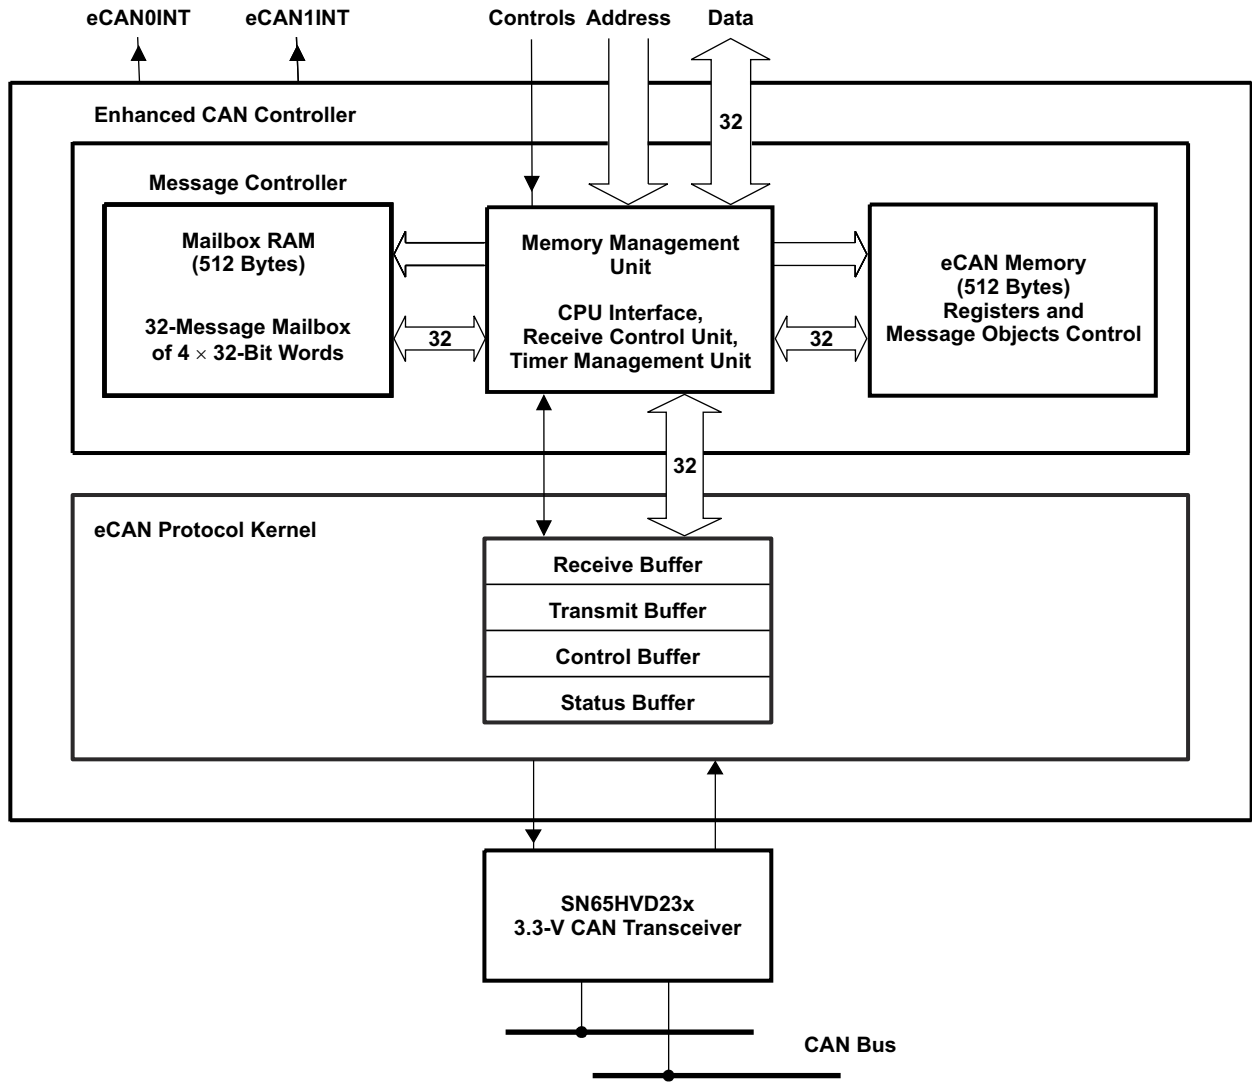 eCAN0INT eCAN1INT Controls Address Data
32
Enhanced CAN Controller
Message Controller
Mailbox RAM
(512 Bytes)
32-Message Mailbox
of 4 × 32-Bit Words
32
Memory Management
Unit
CPU Interface,
Receive Control Unit,
Timer Management Unit
32
eCAN Memory
(512 Bytes)
Registers and
Message Objects Control
32
eCAN Protocol Kernel
Receive Buffer
Transmit Buffer
Control Buffer
Status Buffer
SN65HVD23x
3.3-V CAN Transceiver
CAN Bus